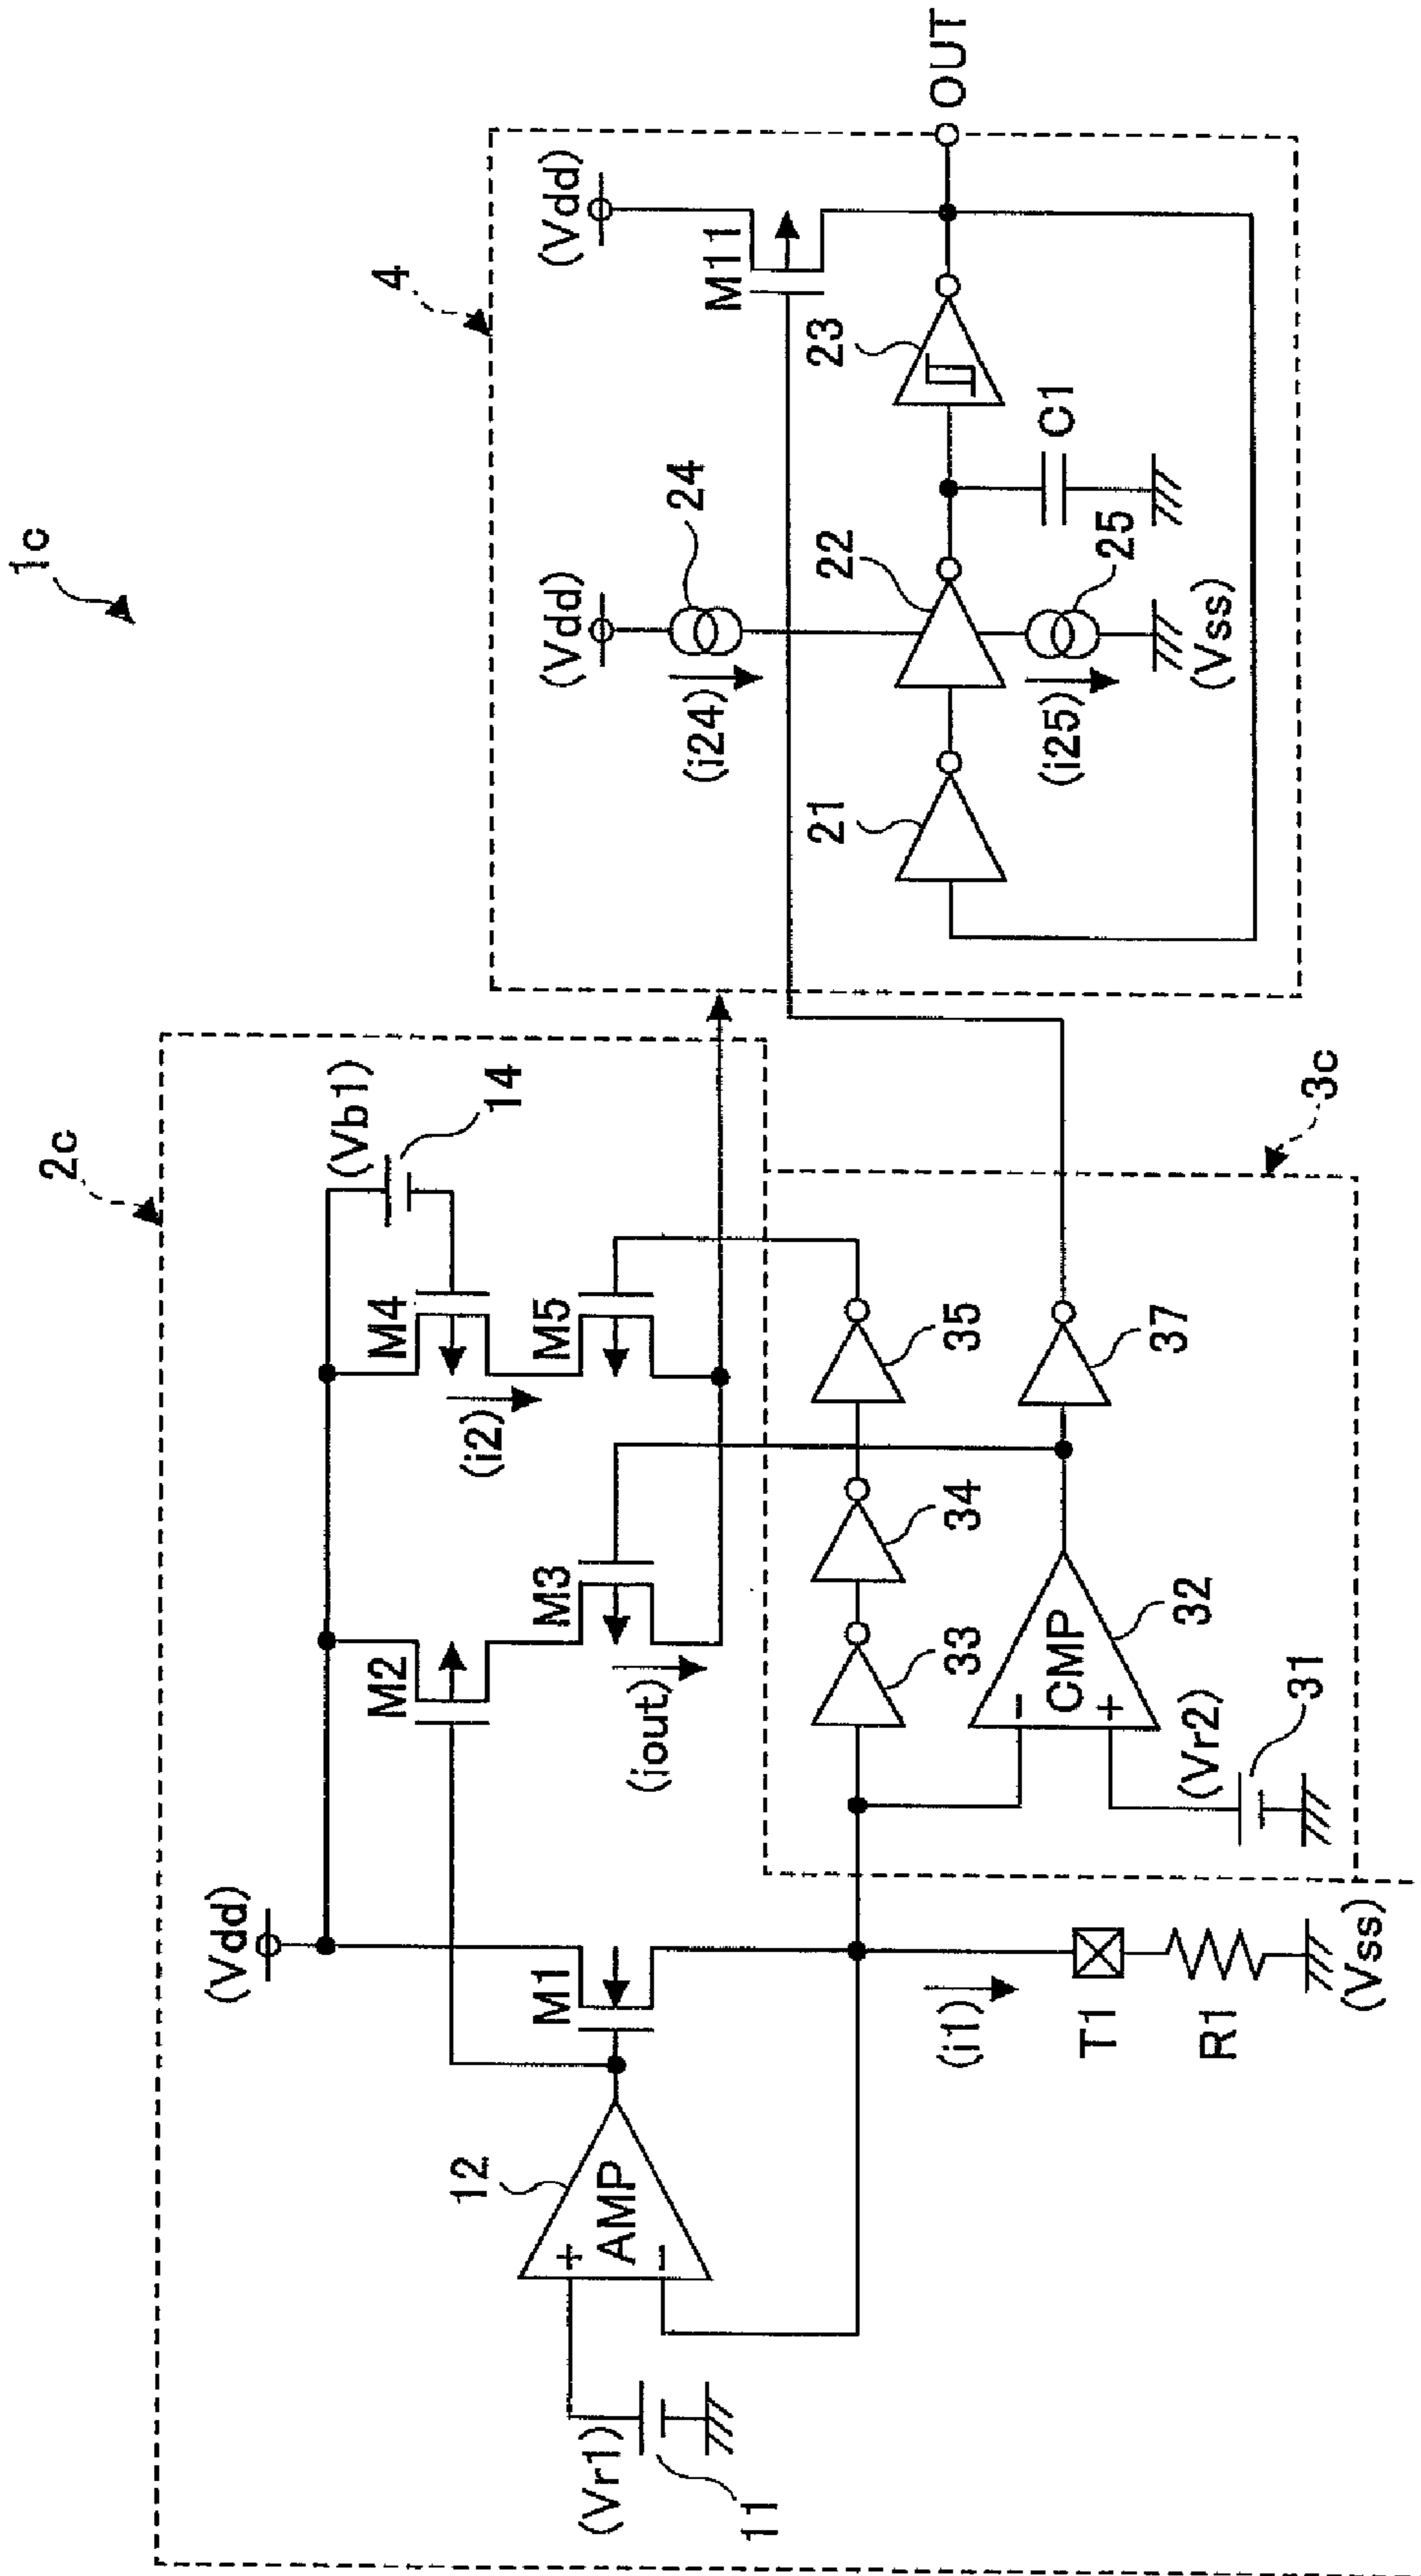 1c
2c
(Vdd)
(Vb1)
14
M2
M4
(i2)
M3
M5
(iout)
M1
12
AMP
+
-
(Vr1)
11
(i1)
T1
R1
(Vss)
33
34
35
-
CMP
+
32
(Vr2)
31
37
3c
4
(Vdd)
24
(i24)
(Vdd)
M11
21
22
23
OUT
C1
25
(i25)
(Vss)